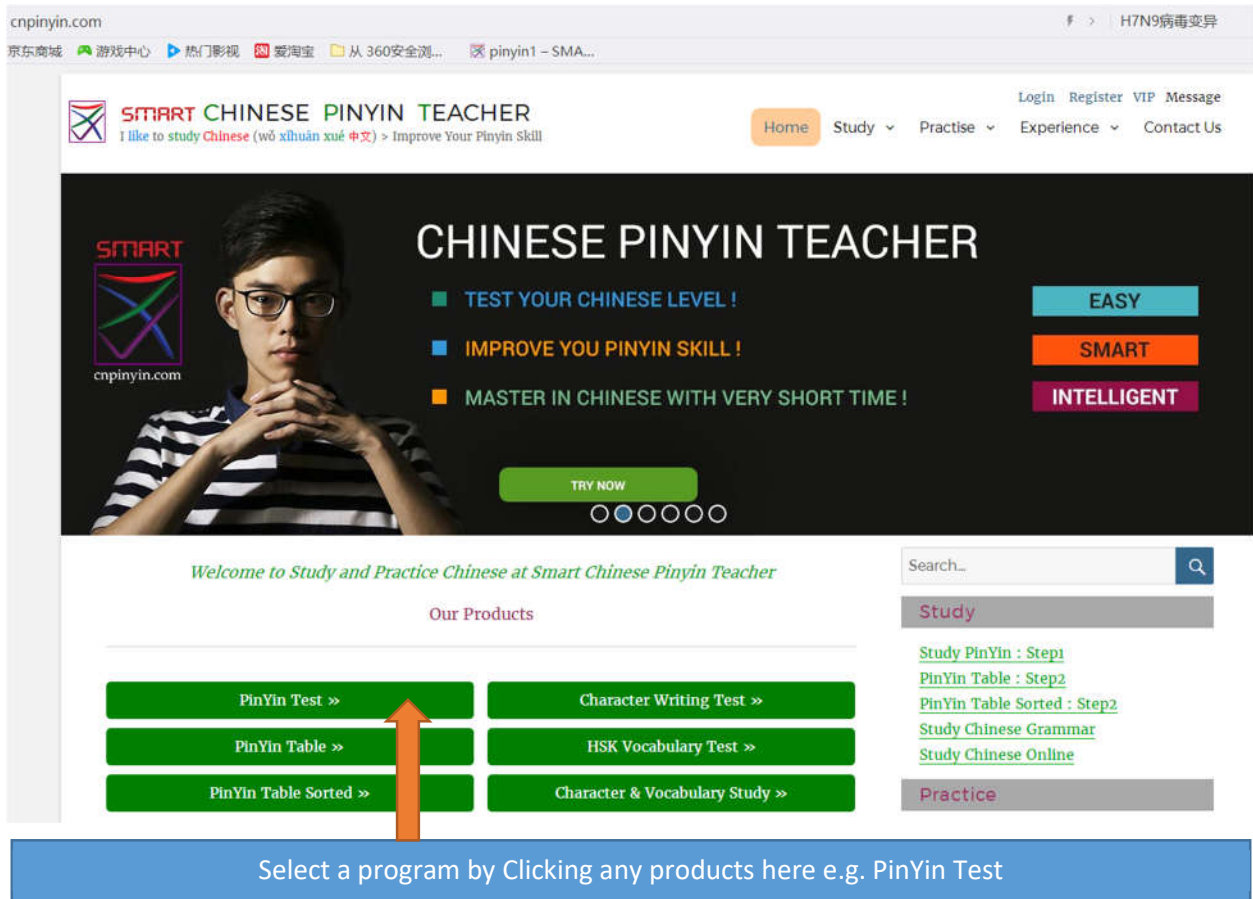 cnpinyin.com
H7N9病毒变异
京东商城 游戏中心 热门影视 爱淘宝 从 360安全浏... pinyin1 – SMA...
SMART CHINESE PINYIN TEACHER
I like to study Chinese (wǒ xǐhuān xué 中文) > Improve Your Pinyin Skill
Login Register VIP Message
Home Study Practise Experience Contact Us
SMART
cnpinyin.com
CHINESE PINYIN TEACHER
TEST YOUR CHINESE LEVEL !
IMPROVE YOU PINYIN SKILL !
MASTER IN CHINESE WITH VERY SHORT TIME !
EASY
SMART
INTELLIGENT
TRY NOW
Welcome to Study and Practice Chinese at Smart Chinese Pinyin Teacher
Our Products
PinYin Test »
Character Writing Test »
PinYin Table »
HSK Vocabulary Test »
PinYin Table Sorted »
Character & Vocabulary Study »
Search...
Study
Study PinYin : Step1
PinYin Table : Step2
PinYin Table Sorted : Step2
Study Chinese Grammar
Study Chinese Online
Practice
Select a program by Clicking any products here e.g. PinYin Test